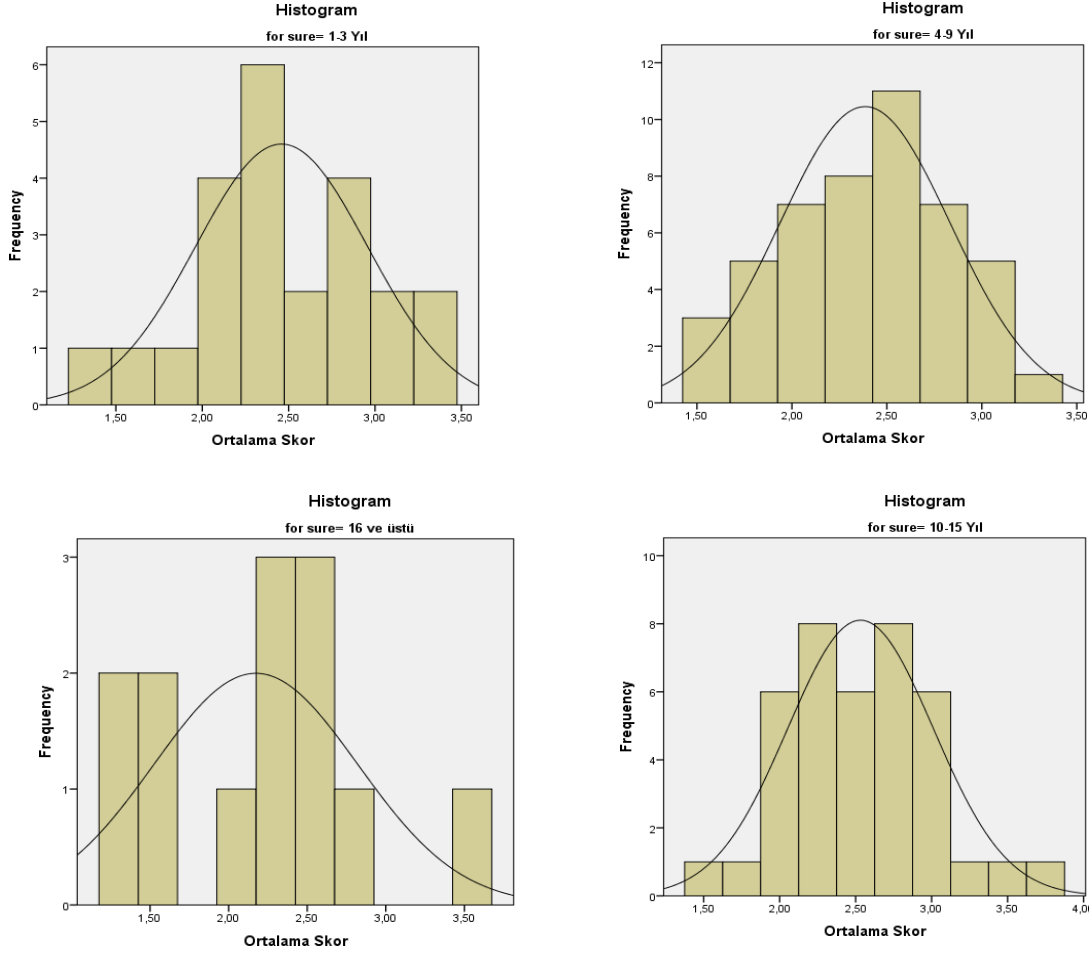 Histogram
for sure= 1-3 Yıl
Frequency
6
5
4
3
2
1
0
1,50
2,00
2,50
3,00
3,50
Ortalama Skor
Histogram
for sure= 4-9 Yıl
Frequency
12
10
8
6
4
2
0
1,50
2,00
2,50
3,00
3,50
Ortalama Skor
Histogram
for sure= 16 ve üstü
Frequency
3
2
1
0
1,50
2,00
2,50
3,00
3,50
Ortalama Skor
Histogram
for sure= 10-15 Yıl
Frequency
10
8
6
4
2
0
1,50
2,00
2,50
3,00
3,50
4,00
Ortalama Skor